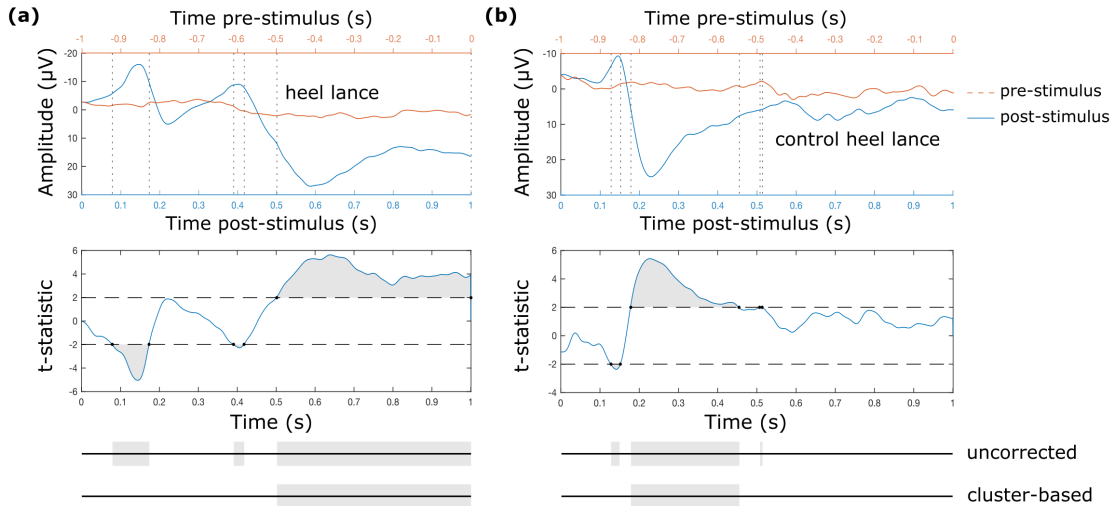 (a)
Time pre-stimulus (s)
-1 -0.9 -0.8 -0.7 -0.6 -0.5 -0.4 -0.3 -0.2 -0.1 0
Amplitude (µV)
-20
-10
0
10
20
30
heel lance
0 0.1 0.2 0.3 0.4 0.5 0.6 0.7 0.8 0.9 1
Time post-stimulus (s)
t-statistic
6
4
2
0
-2
-4
-6
0 0.1 0.2 0.3 0.4 0.5 0.6 0.7 0.8 0.9 1
Time (s)
(b)
Time pre-stimulus (s)
-1 -0.9 -0.8 -0.7 -0.6 -0.5 -0.4 -0.3 -0.2 -0.1 0
Amplitude (µV)
-10
0
10
20
30
control heel lance
0 0.1 0.2 0.3 0.4 0.5 0.6 0.7 0.8 0.9 1
Time post-stimulus (s)
pre-stimulus
post-stimulus
t-statistic
6
4
2
0
-2
-4
0 0.1 0.2 0.3 0.4 0.5 0.6 0.7 0.8 0.9 1
Time (s)
uncorrected
cluster-based